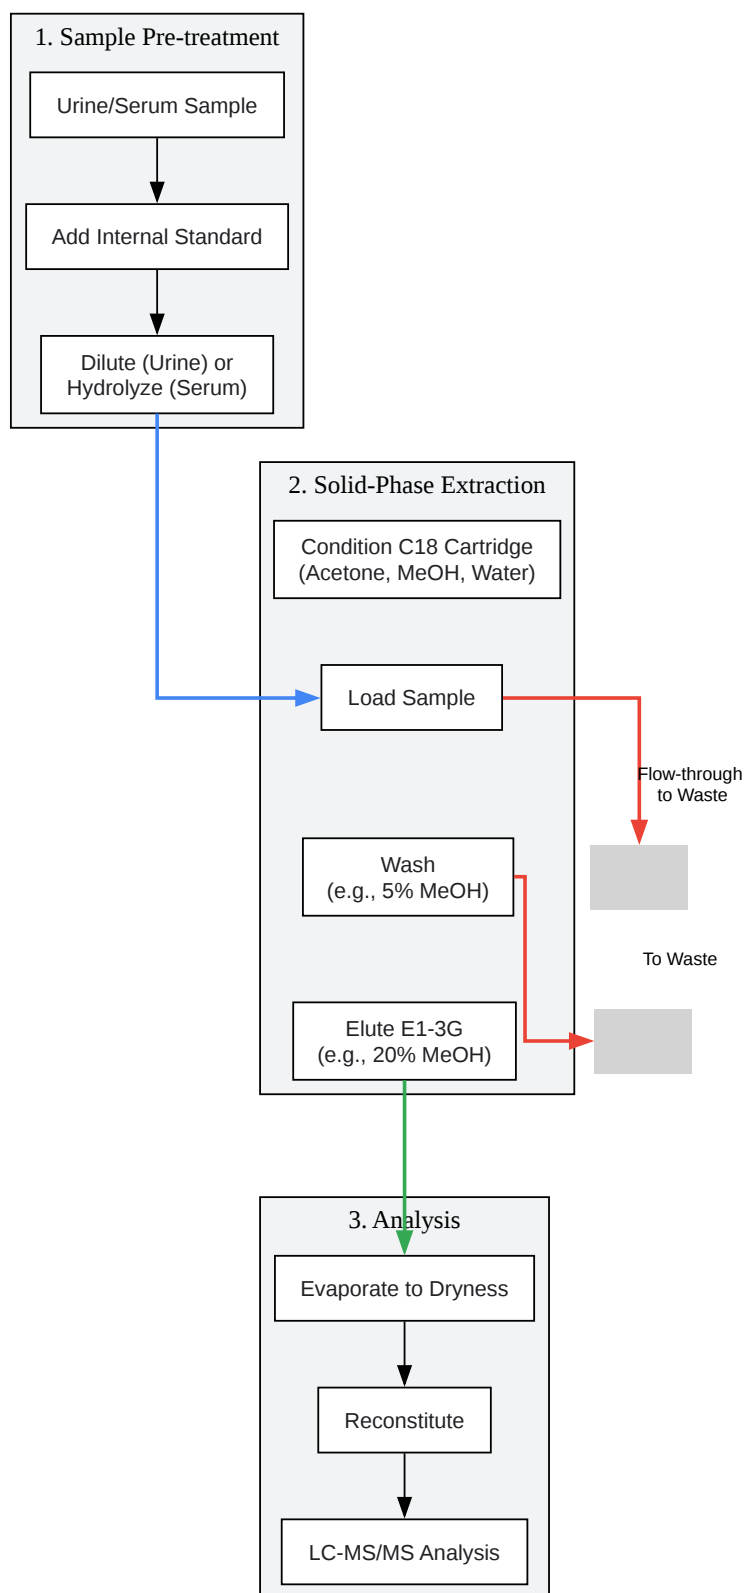 1. Sample Pre-treatment
Urine/Serum Sample
Add Internal Standard
Dilute (Urine) or
Hydrolyze (Serum)
2. Solid-Phase Extraction
Condition C18 Cartridge
(Acetone, MeOH, Water)
Load Sample
Flow-through
to Waste
Wash
(e.g., 5% MeOH)
To Waste
Elute E1-3G
(e.g., 20% MeOH)
3. Analysis
Evaporate to Dryness
Reconstitute
LC-MS/MS Analysis